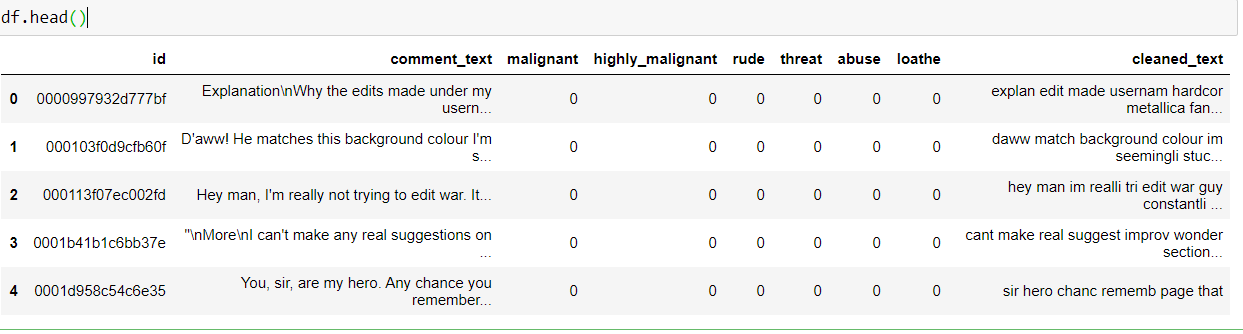 df.head()
id comment_text malignant highly_malignant rude threat abuse loathe cleaned_text
0 0000997932d777bf Explanation\nWhy the edits made under my usern... 0 0 0 0 0 0 explan edit made usernam hardcor metallica fan...
1 000103f0d9cfb60f D'aww! He matches this background colour I'm s... 0 0 0 0 0 0 daww match background colour im seemingli stuc...
2 000113f07ec002fd Hey man, I'm really not trying to edit war. It... 0 0 0 0 0 0 hey man im realli tri edit war guy constantli ...
3 0001b41b1c6bb37e "\nMore\nI can't make any real suggestions on ... 0 0 0 0 0 0 cant make real suggest improv wonder section...
4 0001d958c54c6e35 You, sir, are my hero. Any chance you remember... 0 0 0 0 0 0 sir hero chanc rememb page that